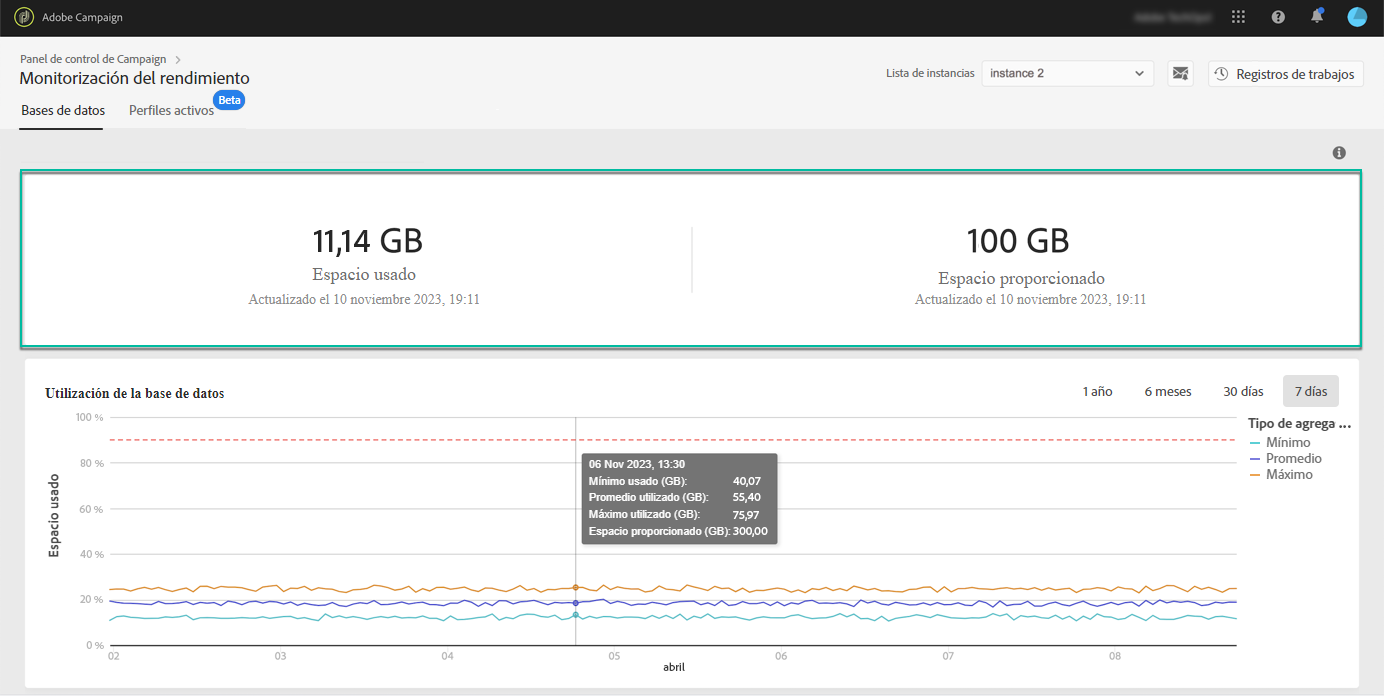 Adobe Campaign
Panel de control de Campaign
Monitorización del rendimiento
Lista de instancias
instance 2
Registros de trabajos
Bases de datos
Perfiles activos
Beta
11,14 GB
Espacio usado
Actualizado el 10 noviembre 2023, 19:11
100 GB
Espacio proporcionado
Actualizado el 10 noviembre 2023, 19:11
Utilización de la base de datos
1 año
6 meses
30 días
7 días
Espacio usado
100 %
80 %
60 %
40 %
20 %
0 %
06 Nov 2023, 13:30
Mínimo usado (GB): 40,07
Promedio utilizado (GB): 55,40
Máximo utilizado (GB): 75,97
Espacio proporcionado (GB): 300,00
02 03 04 05 06 07 08
abril
Tipo de agrega ...
Mínimo
Promedio
Máximo